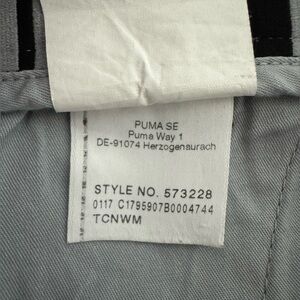 PUMA SE
Puma Way 1
DE-91074 Herzogenaurach
STYLE NO. 573228
0117 C1795907B0004744
TCNWM